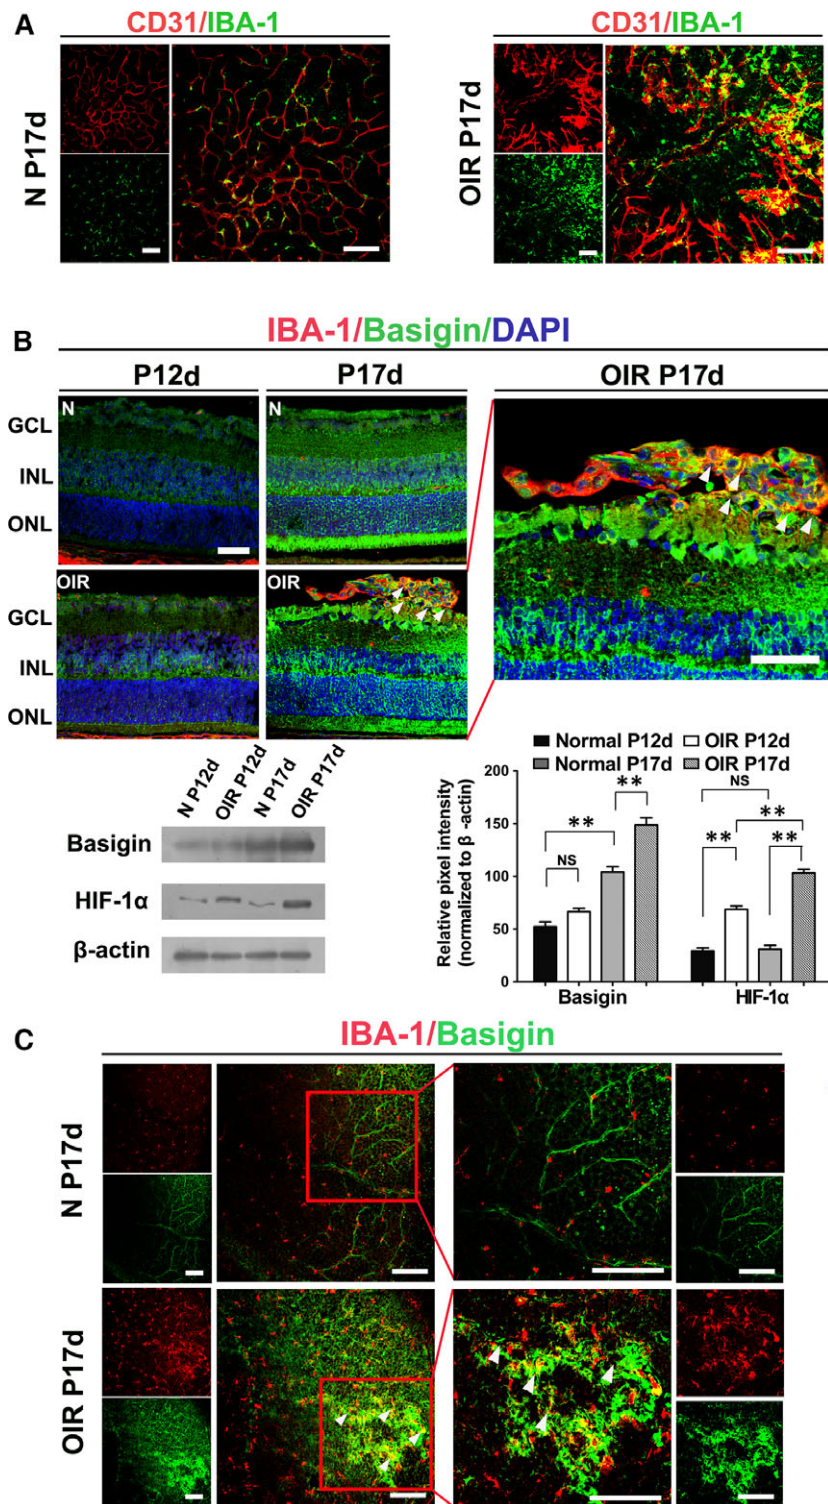 A
CD31/IBA-1
CD31/IBA-1
N P17d
OIR P17d
B
IBA-1/Basigin/DAPI
P12d
P17d
OIR P17d
N
N
GCL
INL
ONL
OIR
OIR
GCL
INL
ONL
N P12d
OIR P12d
N P17d
OIR P17d
Basigin
HIF-1α
β-actin
Normal P12d
OIR P12d
Normal P17d
OIR P17d
Relative pixel intensity
(normalized to β -actin)
200
150
100
50
0
NS
**
**
NS
**
**
**
Basigin
HIF-1α
C
IBA-1/Basigin
N P17d
OIR P17d